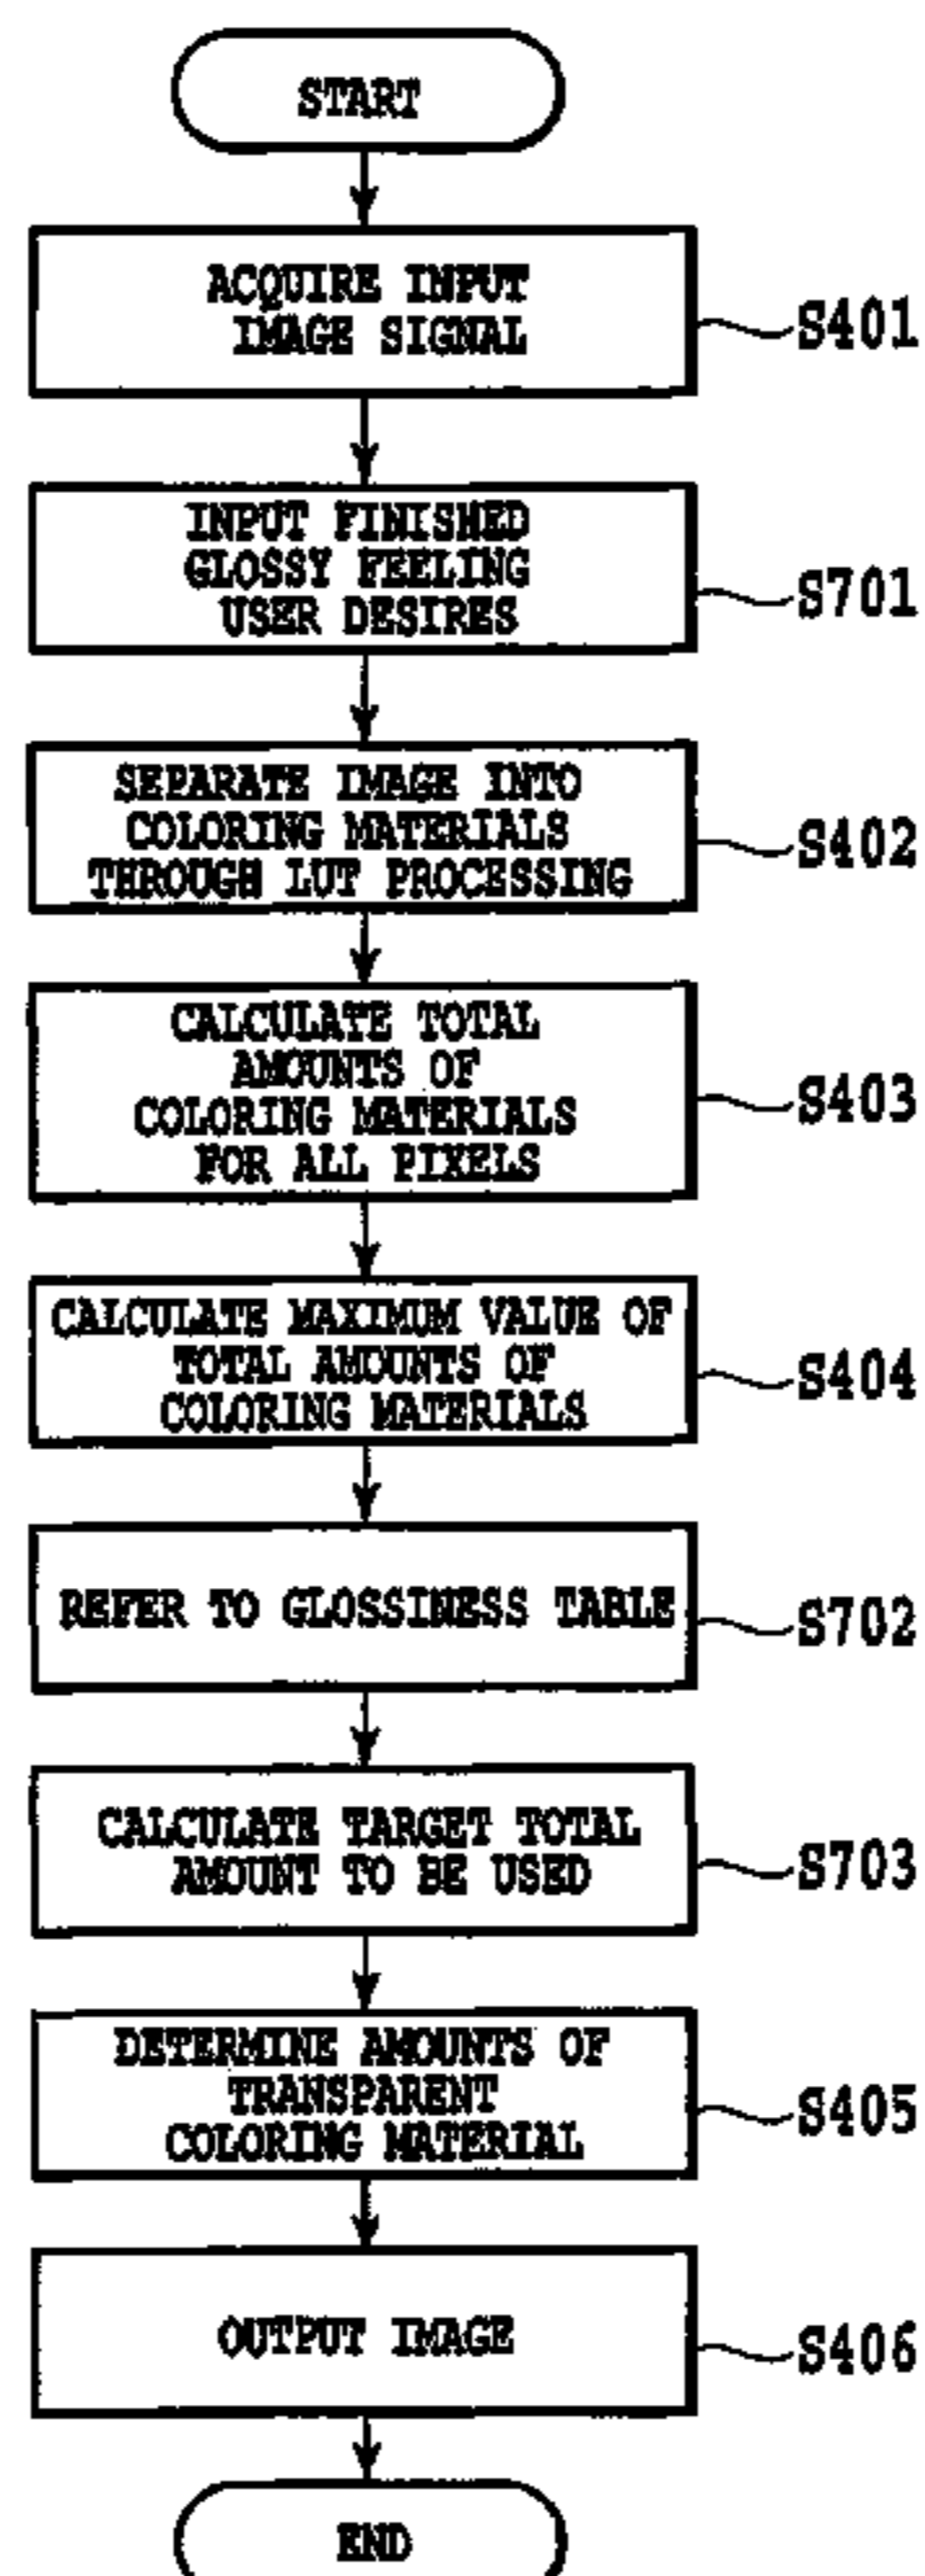 START
ACQUIRE INPUT
IMAGE SIGNAL
S401
INPUT FINISHED
GLOSSY FEELING
USER DESIRES
S701
SEPARATE IMAGE INTO
COLORING MATERIALS
THROUGH LUT PROCESSING
S402
CALCULATE TOTAL
AMOUNTS OF
COLORING MATERIALS
FOR ALL PIXELS
S403
CALCULATE MAXIMUM VALUE OF
TOTAL AMOUNTS OF
COLORING MATERIALS
S404
REFER TO GLOSSINESS TABLE
S702
CALCULATE TARGET TOTAL
AMOUNT TO BE USED
S703
DETERMINE AMOUNTS OF
TRANSPARENT
COLORING MATERIAL
S405
OUTPUT IMAGE
S406
END